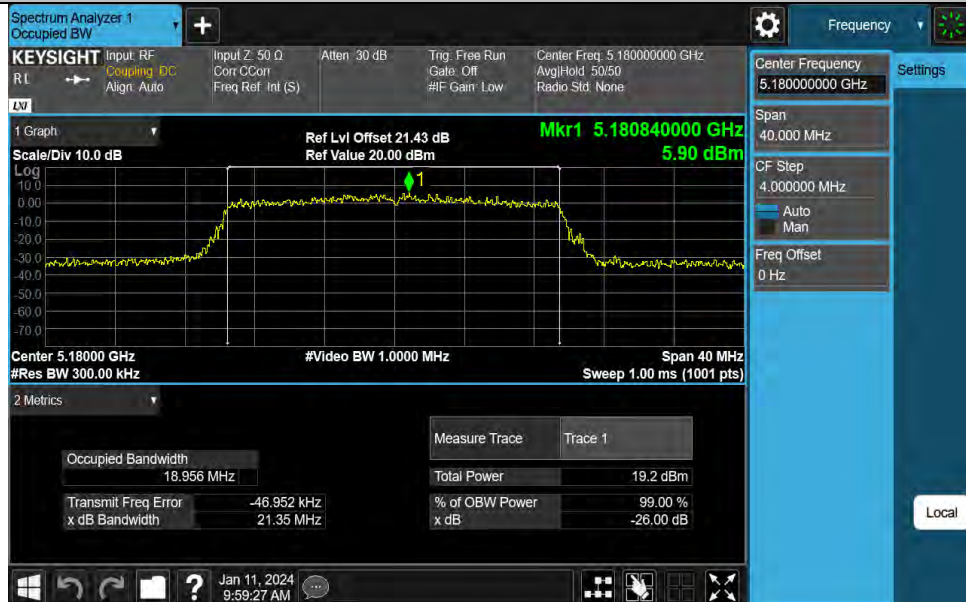 Spectrum Analyzer 1
Occupied BW
+
Frequency
KEYSIGHT Input: RF Input Z: 50 Ω Atten: 30 dB Trig: Free Run Center Freq: 5.180000000 GHz
RL Coupling: DC Corr CCorr Gate: Off Avg|Hold: 50/50
Align: Auto Freq Ref: Int (S) #IF Gain: Low Radio Std: None
LXI
Center Frequency
5.180000000 GHz
Settings
Span
40.000 MHz
CF Step
4.000000 MHz
Auto
Man
Freq Offset
0 Hz
Local
1 Graph
Ref Lvl Offset 21.43 dB Mkr1 5.180840000 GHz
Scale/Div 10.0 dB Ref Value 20.00 dBm 5.90 dBm
Log
1
10.0
0.00
-10.0
-20.0
-30.0
-40.0
-50.0
-60.0
-70.0
Center 5.18000 GHz #Video BW 1.0000 MHz Span 40 MHz
#Res BW 300.00 kHz Sweep 1.00 ms (1001 pts)
2 Metrics
Measure Trace Trace 1
Occupied Bandwidth
18.956 MHz Total Power 19.2 dBm
Transmit Freq Error -46.952 kHz % of OBW Power 99.00 %
x dB Bandwidth 21.35 MHz x dB -26.00 dB
? Jan 11, 2024
9:59:27 AM